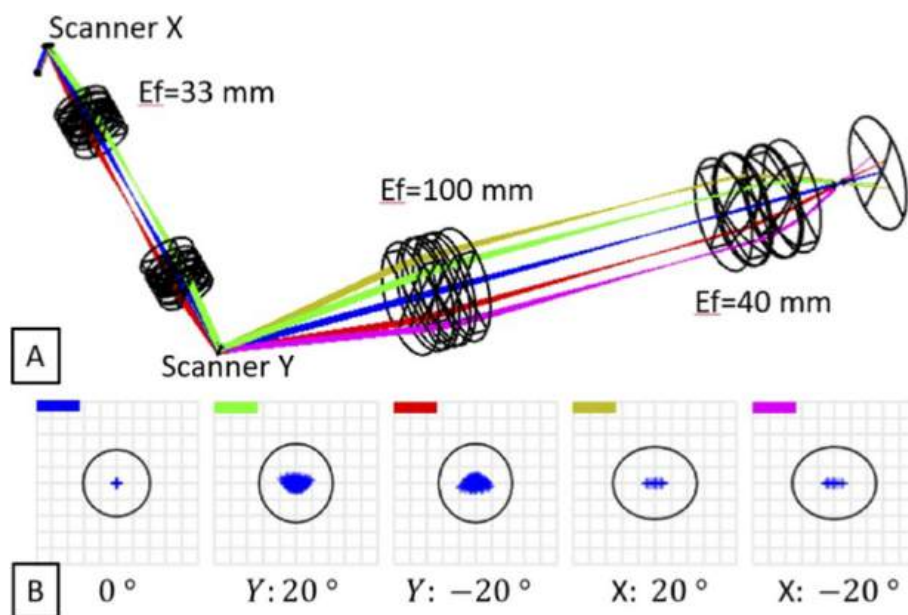 Scanner X
Ef=33 mm
Ef=100 mm
Ef=40 mm
Scanner Y
A
B
0 °
Y: 20 °
Y: −20 °
X: 20 °
X: −20 °